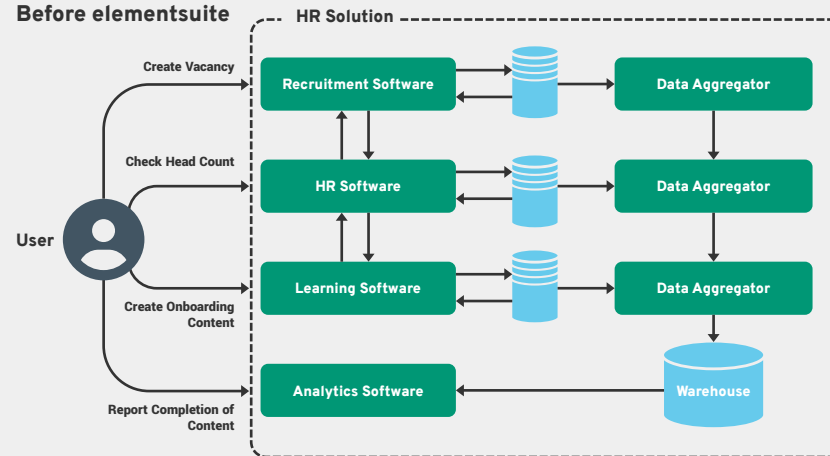 Before elementsuite
HR Solution
Create Vacancy
Recruitment Software
Data Aggregator
Check Head Count
HR Software
Data Aggregator
User
Learning Software
Data Aggregator
Create Onboarding
Content
Analytics Software
Warehouse
Report Completion of
Content